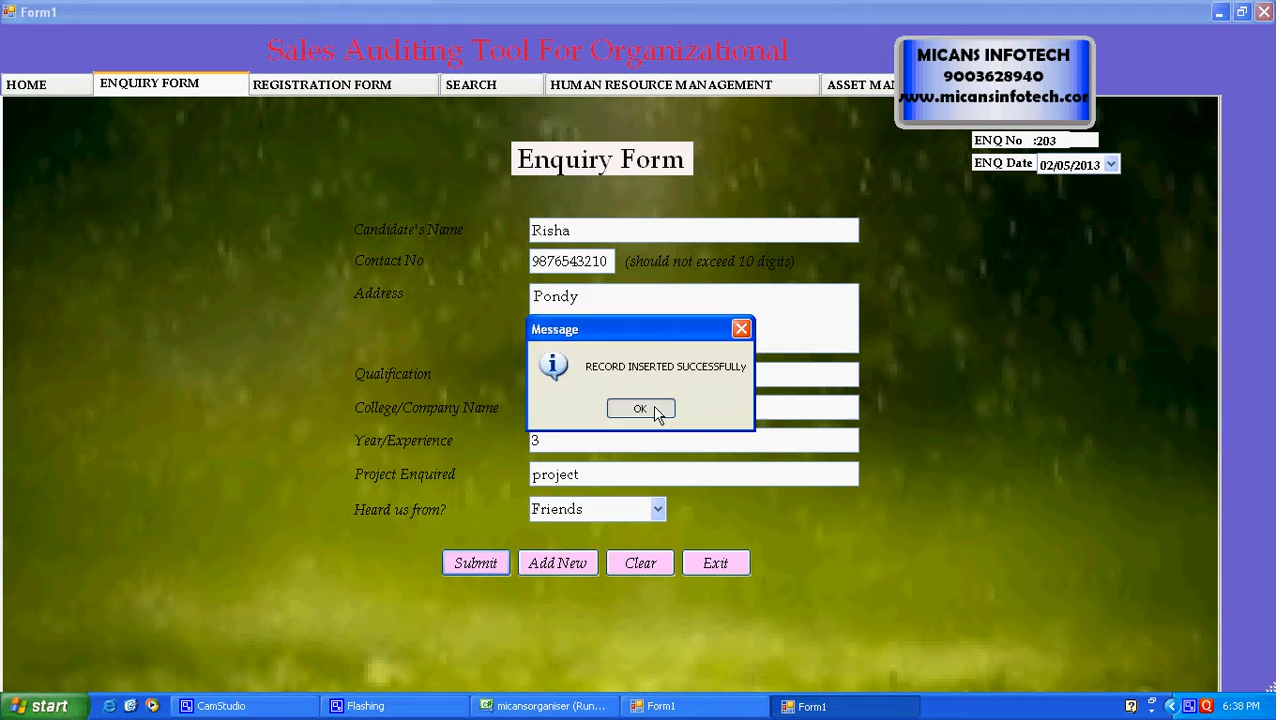 Form1
Sales Auditing Tool For Organizational
MICANS INFOTECH
9003628940
www.micansinfotech.com
HOME
ENQUIRY FORM
REGISTRATION FORM
SEARCH
HUMAN RESOURCE MANAGEMENT
ASSET MA
ENQ No :203
ENQ Date 02/05/2013
Enquiry Form
Candidate's Name Risha
Contact No 9876543210 (should not exceed 10 digits)
Address Pondy
Message
RECORD INSERTED SUCCESSFULLy
OK
Qualification
College/Company Name
Year/Experience 3
Project Enquired project
Heard us from? Friends
Submit Add New Clear Exit
start CamStudio Flashing micansorganiser (Run... Form1 Form1 6:38 PM